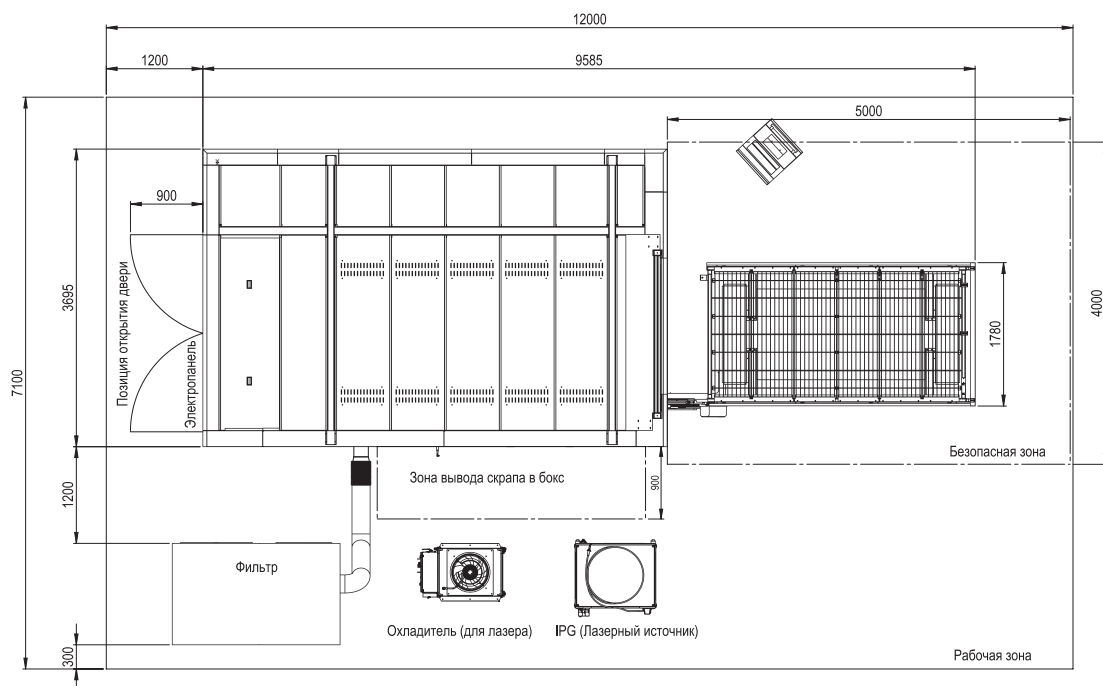 12000
1200
9585
5000
900
3695
7100
Позиция открытия двери
Электропанель
1780
4000
Безопасная зона
Зона вывода скрапа в бокс
900
1200
Фильтр
Охладитель (для лазера)
IPG (Лазерный источник)
300
Рабочая зона